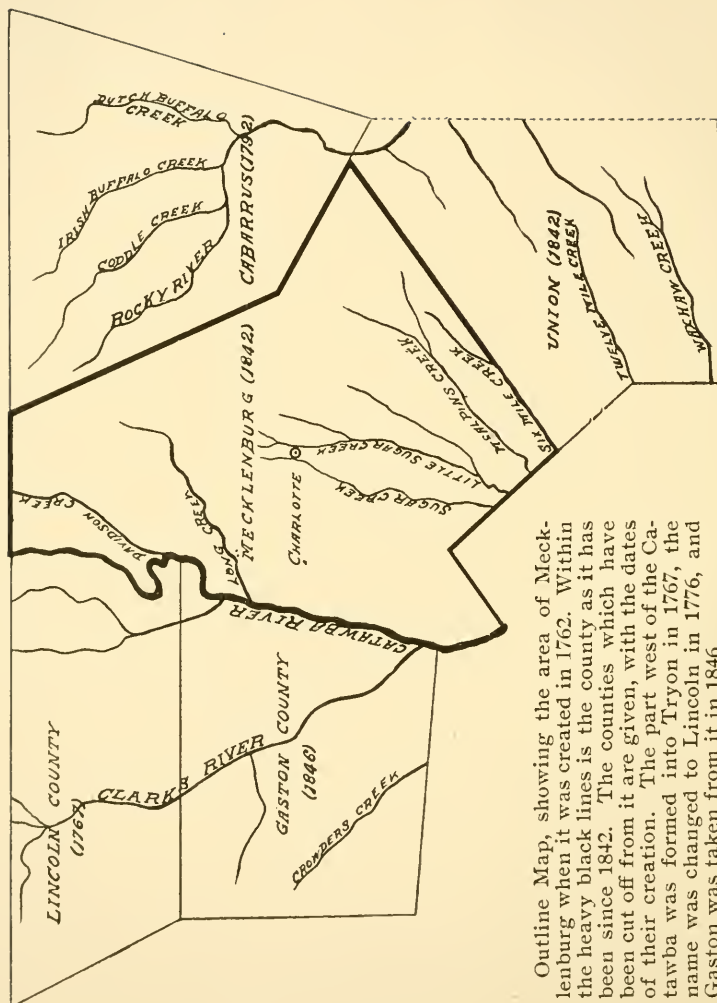 DUTCH BUFFALO
CREEK
IRISH BUFFALO CREEK
CODDLE CREEK
ROCKY RIVER
CABARRUS (1792)
UNION (1842)
TWELVE MILE CREEK
WAXHAW CREEK
MECKLENBURG (1842)
MCALPINS CREEK
SIX MILE CREEK
LITTLE SUGAR CREEK
SUGAR CREEK
CHARLOTTE
LONG CREEK
DAVIDSON CREEK
CATAWBA RIVER
LINCOLN COUNTY
(1767)
CLARKS RIVER
GASTON COUNTY
(1846)
CROWDERS CREEK
Outline Map, showing the area of Meck-
lenburg when it was created in 1762. Within
the heavy black lines is the county as it has
been since 1842. The counties which have
been cut off from it are given, with the dates
of their creation. The part west of the Ca-
tawba was formed into Tryon in 1767, the
name was changed to Lincoln in 1776, and
Gaston was taken from it in 1846